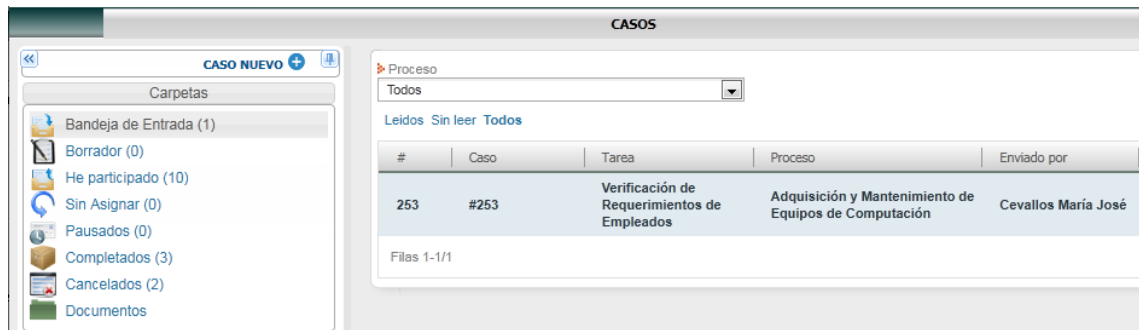 CASOS
CASO NUEVO
Carpetas
Bandeja de Entrada (1)
Borrador (0)
He participado (10)
Sin Asignar (0)
Pausados (0)
Completados (3)
Cancelados (2)
Documentos
Proceso
Todos
Leidos Sin leer Todos
# Caso Tarea Proceso Enviado por
253 #253 Verificación de Requerimientos de Empleados Adquisición y Mantenimiento de Equipos de Computación Cevallos María José
Filas 1-1/1